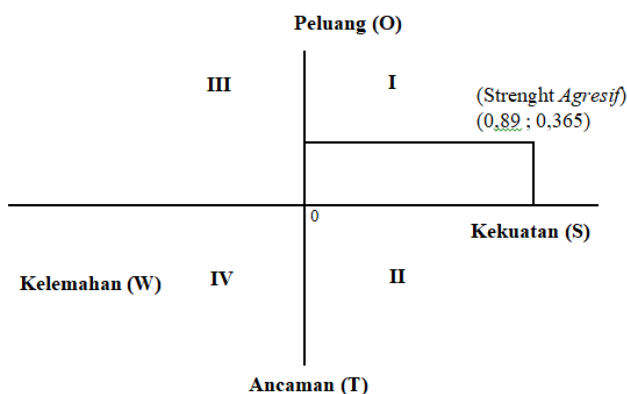 Peluang (O)
III
I
(Strenght Agresif)
(0,89 ; 0,365)
0
Kekuatan (S)
Kelemahan (W)
IV
II
Ancaman (T)